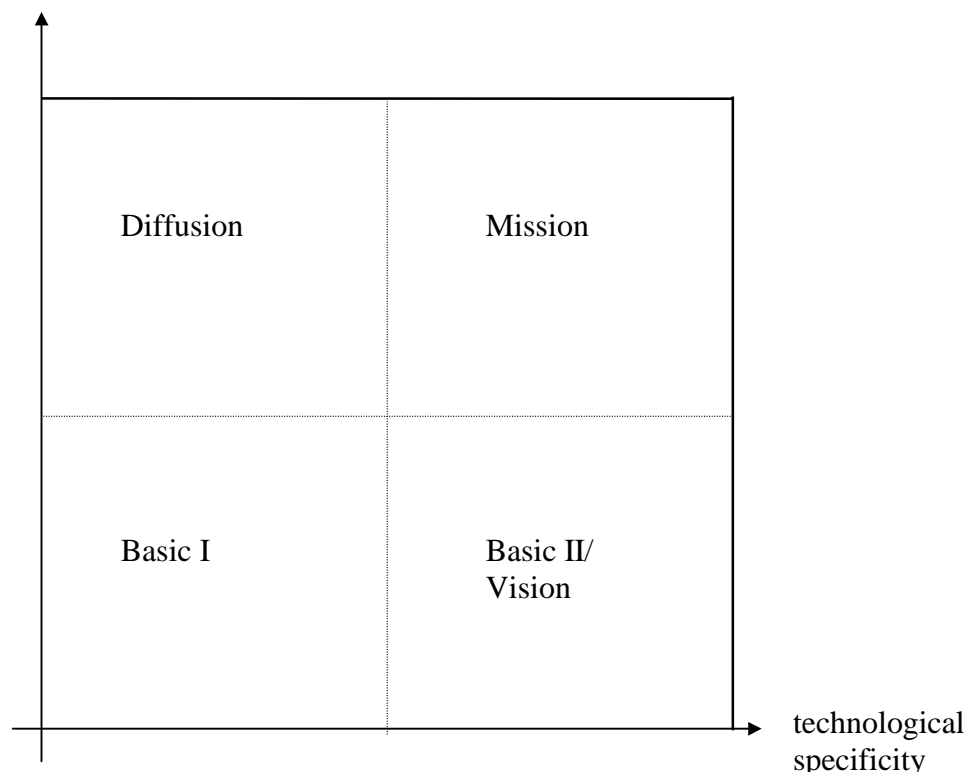 Diffusion
Mission
Basic I
Basic II/
Vision
technological
specificity